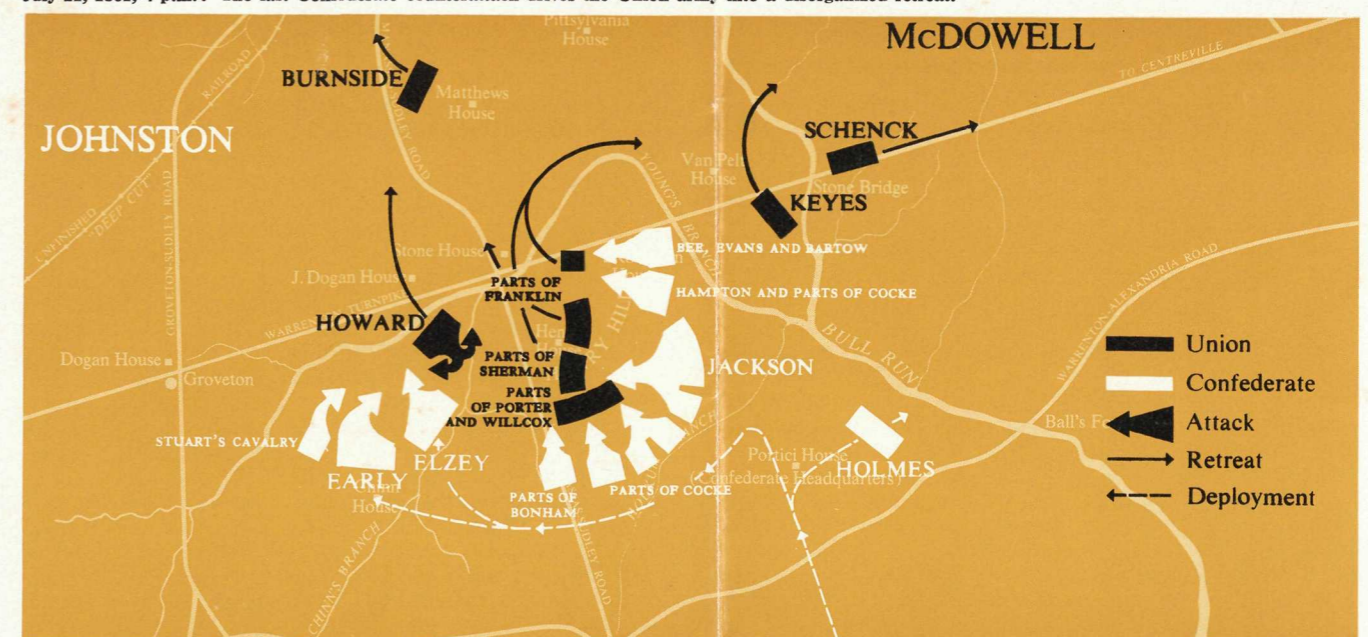 Pittsylvania
House
McDOWELL
TO CENTREVILLE
BURNSIDE
Matthews
House
RAILROAD
JOHNSTON
SCHENCK
Van Pelt
House
Stone Bridge
KEYES
"DEEP CUT"
UNFINISHED
GROVETON-SUDLEY ROAD
YOUNG'S
BRANCH
Stone House
BEE, EVANS AND BARTOW
J. Dogan House
PARTS OF
FRANKLIN
HAMPTON AND PARTS OF COCKE
WARRENTON TURNPIKE
HOWARD
WARRENTON-ALEXANDRIA ROAD
BULL RUN
Union
Dogan House
PARTS OF
SHERMAN
JACKSON
Groveton
Confederate
PARTS
OF PORTER
AND WILLCOX
Attack
STUART'S CAVALRY
ELZEY
Portici House
(Confederate Headquarters)
HOLMES
Retreat
EARLY
House
PARTS OF
BONHAM
PARTS OF COCKE
Deployment
CHINN'S BRANCH
ROAD